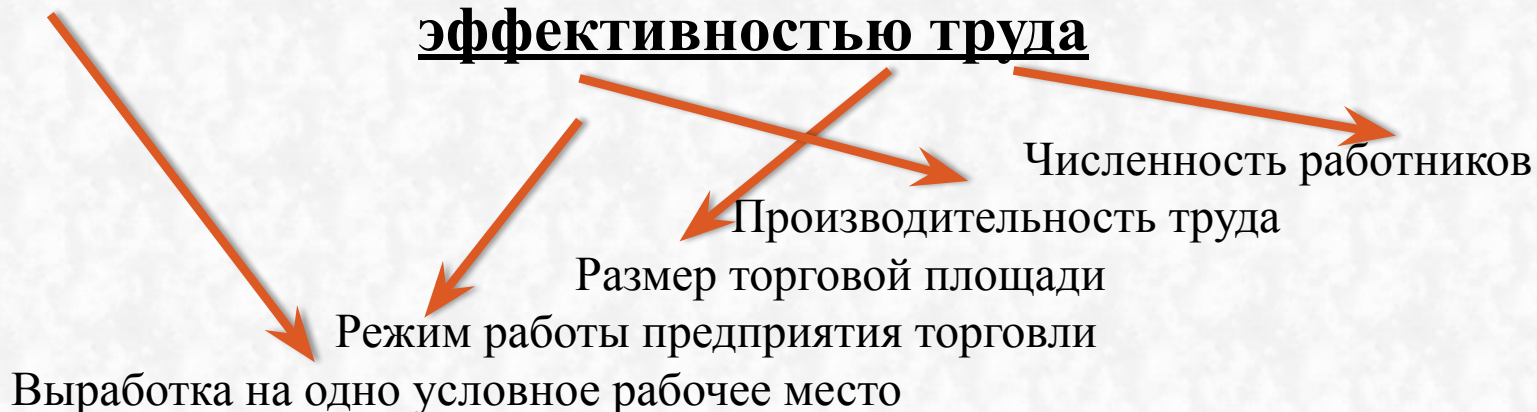 эффективностью труда
Численность работников
Производительность труда
Размер торговой площади
Режим работы предприятия торговли
Выработка на одно условное рабочее место